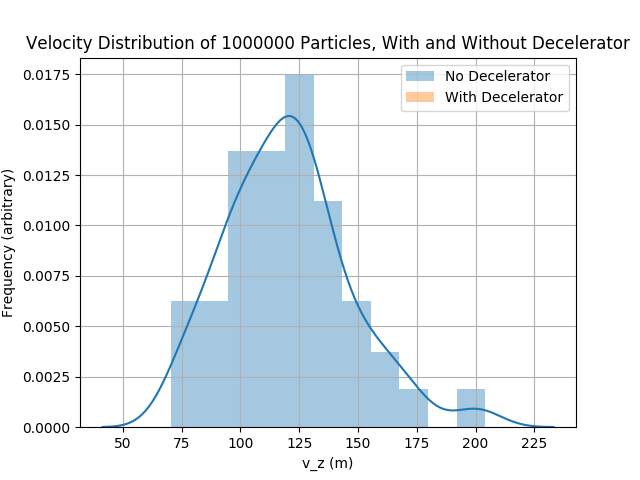 Velocity Distribution of 1000000 Particles, With and Without Decelerator
No Decelerator
With Decelerator
Frequency (arbitrary)
0.0175
0.0150
0.0125
0.0100
0.0075
0.0050
0.0025
0.0000
50 75 100 125 150 175 200 225
v_z (m)